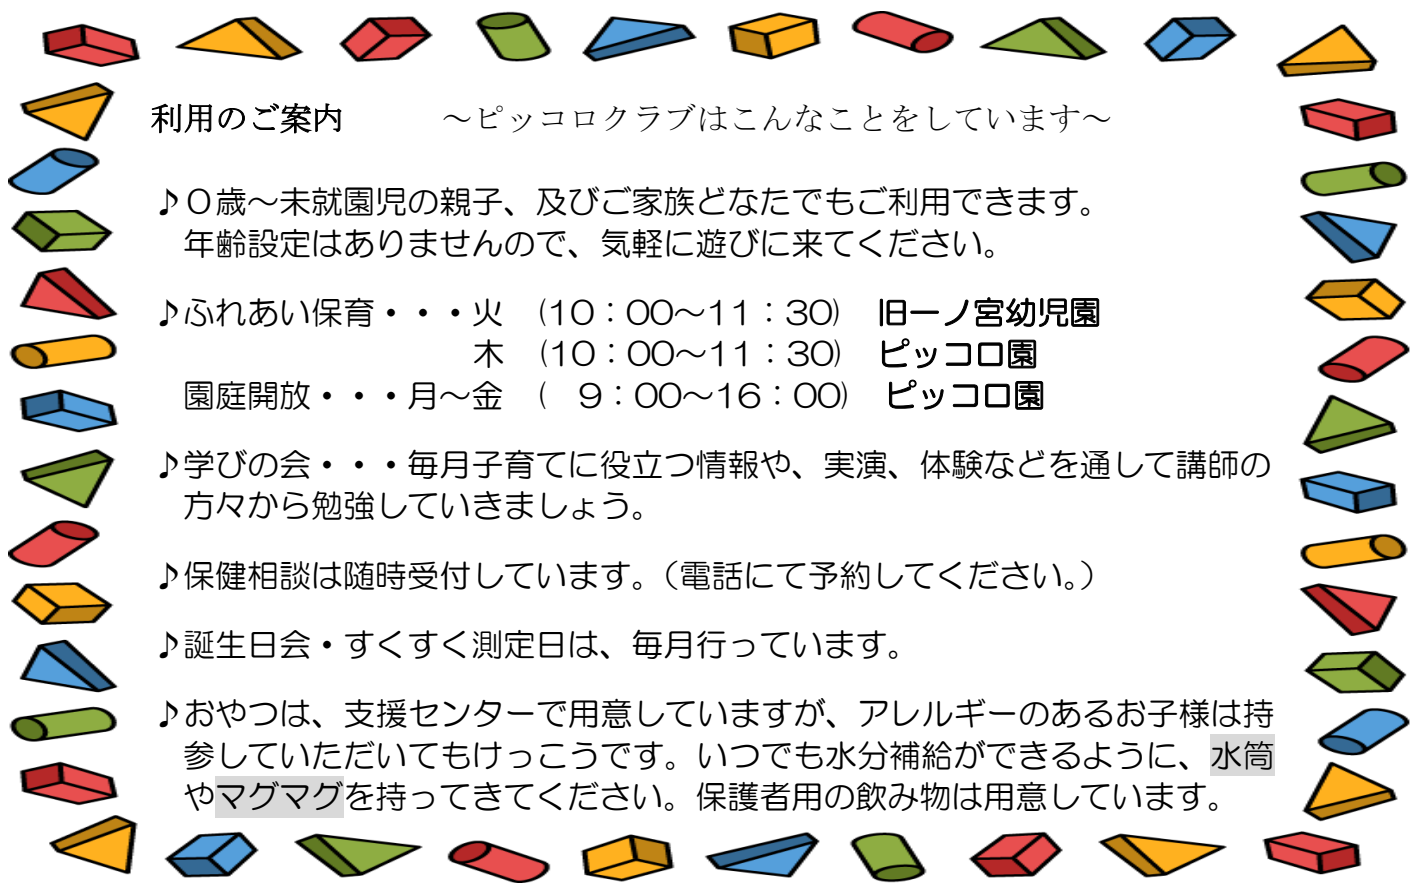 利用のご案内　　　～ピッコロクラブはこんなことをしています～
♪０歳～未就園児の親子、及びご家族どなたでもご利用できます。
年齢設定はありませんので、気軽に遊びに来てください。
♪ふれあい保育・・・火　(10：00～11：30)　旧一ノ宮幼児園
木　(10：00～11：30)　ピッコロ園
園庭開放・・・月～金　(　9：00～16：00)　ピッコロ園
♪学びの会・・・毎月子育てに役立つ情報や、実演、体験などを通して講師の
方々から勉強していきましょう。
♪保健相談は随時受付しています。（電話にて予約してください。）
♪誕生日会・すくすく測定日は、毎月行っています。
♪おやつは、支援センターで用意していますが、アレルギーのあるお子様は持
参していただいてもけっこうです。いつでも水分補給ができるように、水筒
やマグマグを持ってきてください。保護者用の飲み物は用意しています。